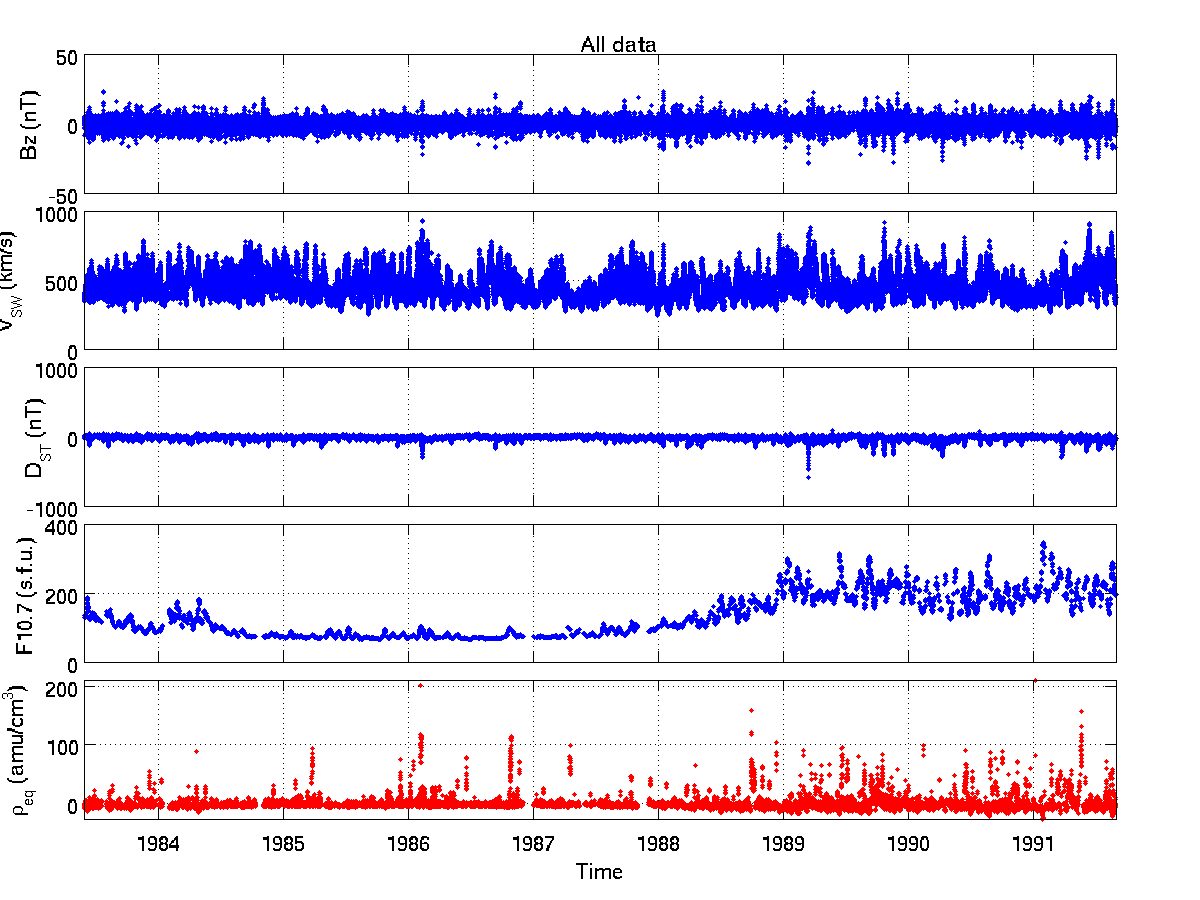 All data
50
0
-50
Bz (nT)
1000
500
0
V_SW (km/s)
1000
0
-1000
D_ST (nT)
400
200
0
F10.7 (s.f.u.)
200
100
0
ρ_eq (amu/cm³)
1984 1985 1986 1987 1988 1989 1990 1991
Time